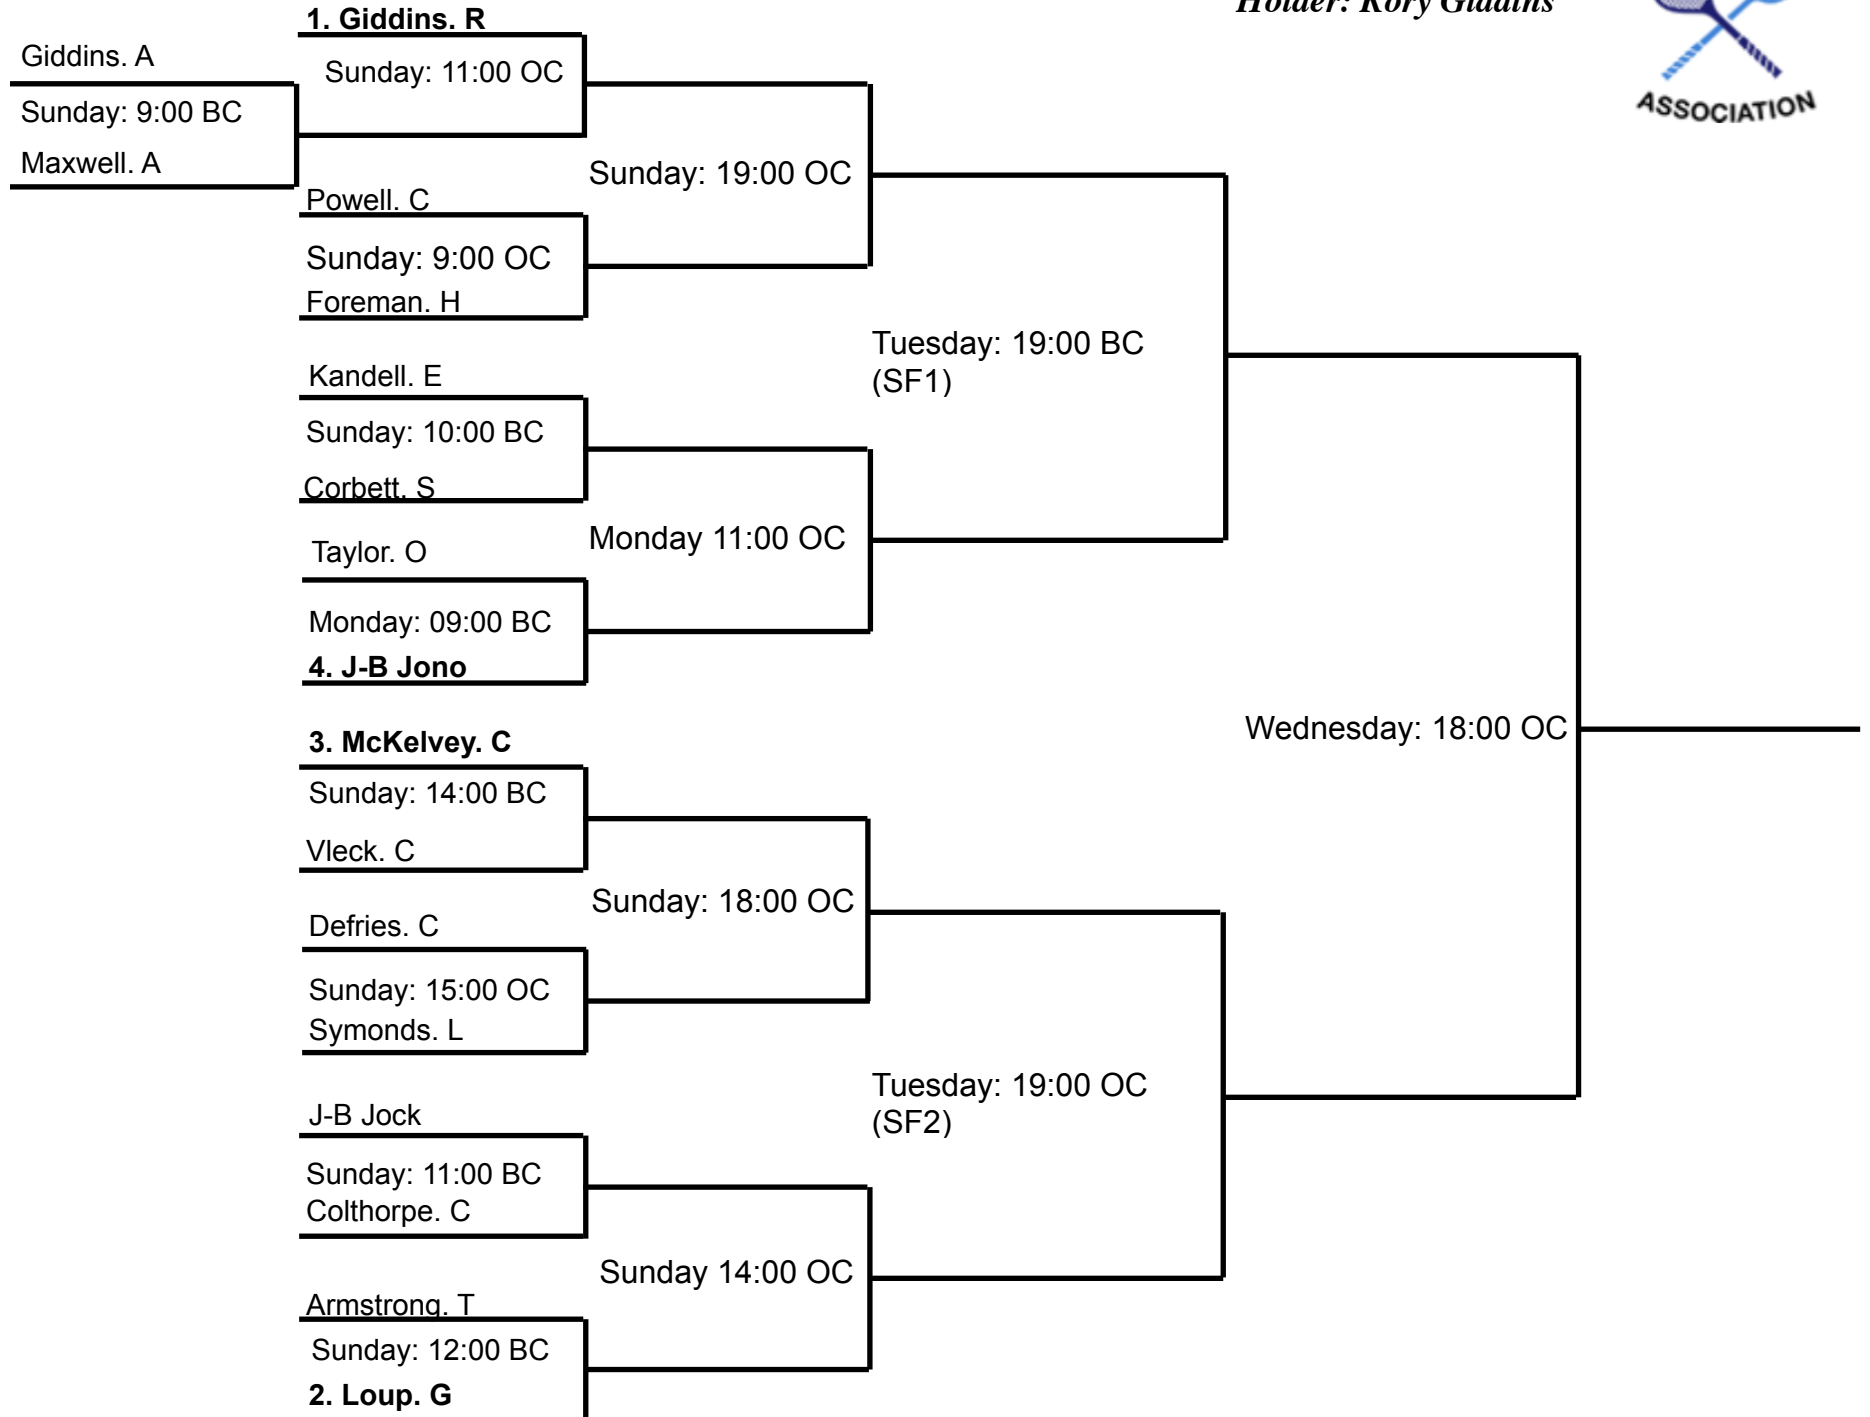 Holder: Rory Giddins
ASSOCIATION
1. Giddins. R
Giddins. A
Sunday: 11:00 OC
Sunday: 9:00 BC
Maxwell. A
Sunday: 19:00 OC
Powell. C
Sunday: 9:00 OC
Foreman. H
Tuesday: 19:00 BC
(SF1)
Kandell. E
Sunday: 10:00 BC
Corbett. S
Monday 11:00 OC
Taylor. O
Monday: 09:00 BC
4. J-B Jono
Wednesday: 18:00 OC
3. McKelvey. C
Sunday: 14:00 BC
Vleck. C
Sunday: 18:00 OC
Defries. C
Sunday: 15:00 OC
Symonds. L
Tuesday: 19:00 OC
(SF2)
J-B Jock
Sunday: 11:00 BC
Colthorpe. C
Sunday 14:00 OC
Armstrong. T
Sunday: 12:00 BC
2. Loup. G